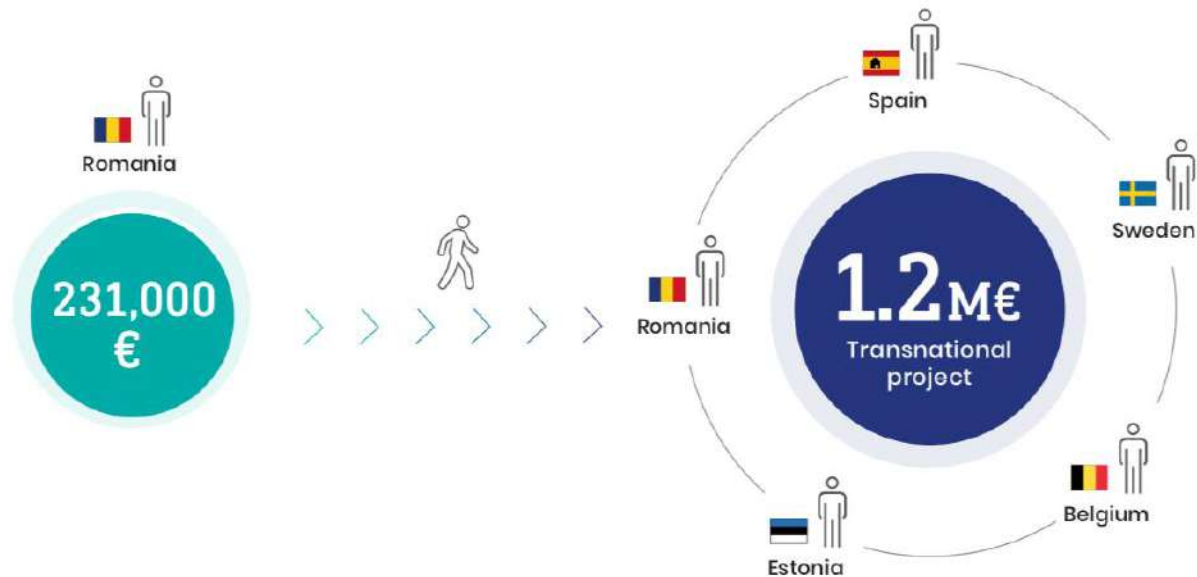 Romania
231,000
€
Spain
Sweden
Romania
1.2M€
Transnational
project
Belgium
Estonia